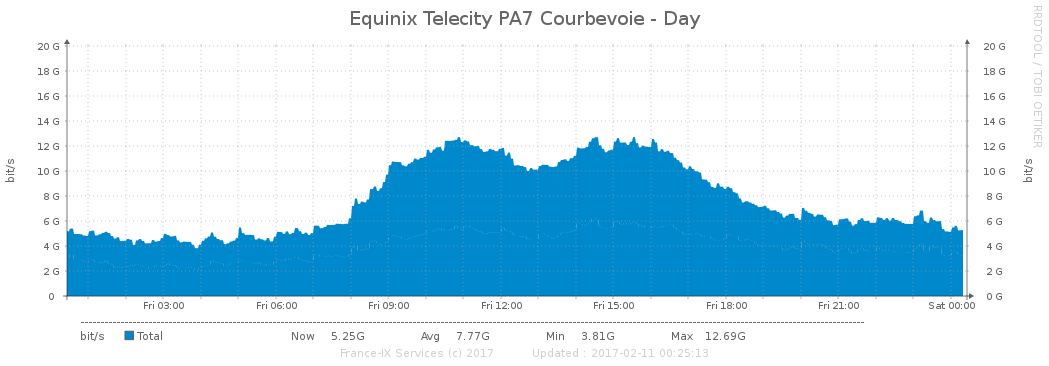 Equinix Telecity PA7 Courbevoie - Day
RRDTOOL / TOBI OETIKER
bit/s
20 G 20 G
18 G 18 G
16 G 16 G
14 G 14 G
12 G 12 G
10 G 10 G
8 G 8 G
6 G 6 G
4 G 4 G
2 G 2 G
0 0 G
bit/s
Fri 03:00 Fri 06:00 Fri 09:00 Fri 12:00 Fri 15:00 Fri 18:00 Fri 21:00 Sat 00:00
bit/s Total Now 5.25G Avg 7.77G Min 3.81G Max 12.69G
France-IX Services (c) 2017 Updated : 2017-02-11 00:25:13